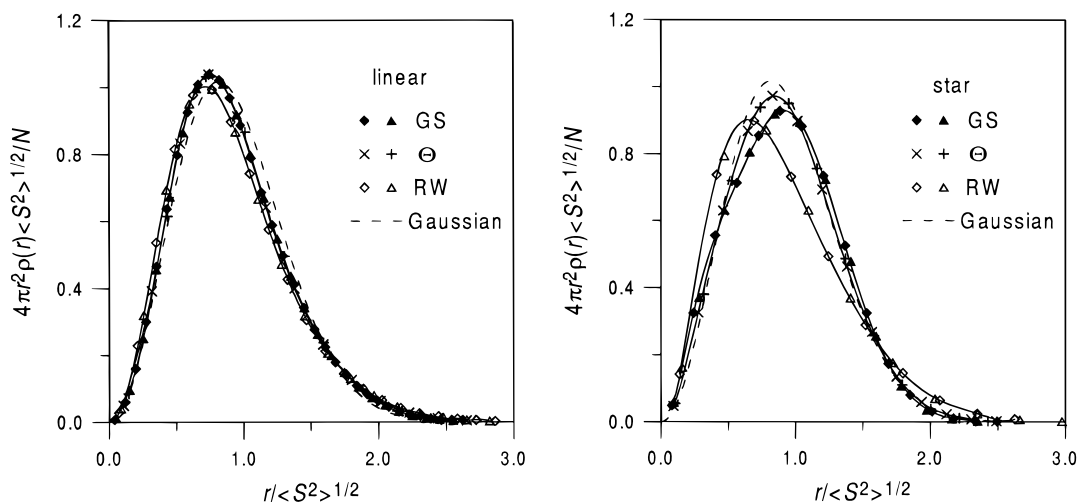 1.2
0.8
0.4
0.0
4πr²ρ(r)<S²>¹/²/N
linear
◆ ▲ GS
× + Θ
◇ △ RW
- - - Gaussian
0.0 1.0 2.0 3.0
r/<S²>¹/²
1.2
0.8
0.4
0.0
4πr²ρ(r)<S²>¹/²/N
star
◆ ▲ GS
× + Θ
◇ △ RW
- - - Gaussian
0.0 1.0 2.0 3.0
r/<S²>¹/²